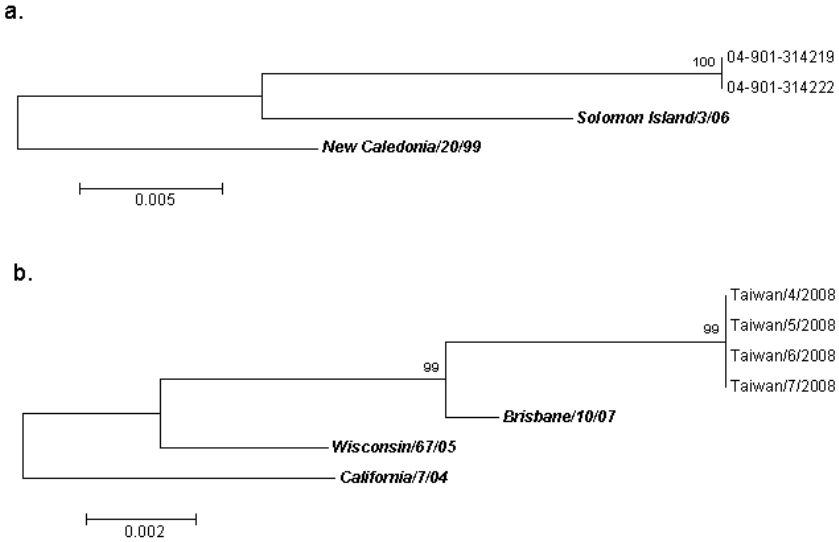 a.
100
04-901-314219
04-901-314222
Solomon Island/3/06
New Caledonia/20/99
0.005
b.
Taiwan/4/2008
99
Taiwan/5/2008
Taiwan/6/2008
99
Taiwan/7/2008
Brisbane/10/07
Wisconsin/67/05
California/7/04
0.002